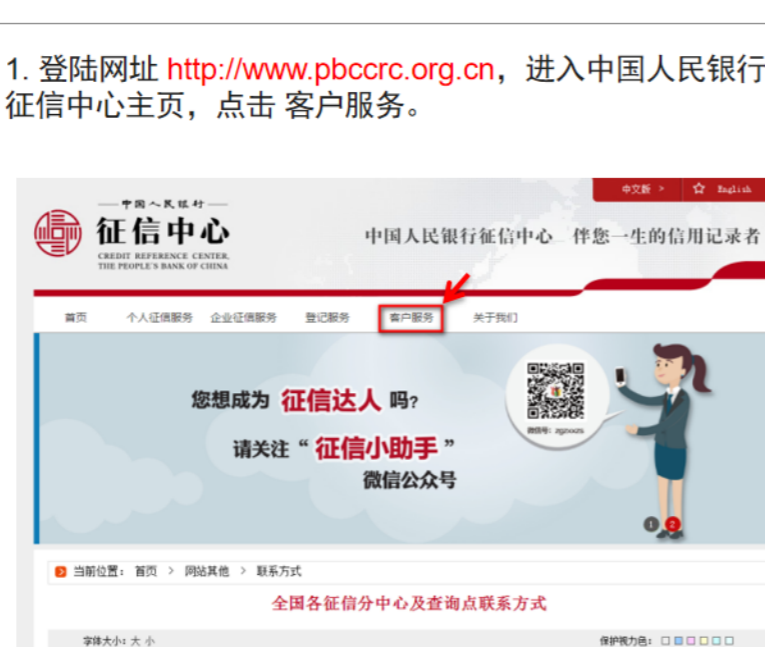 1. 登陆网址 http://www.pbccrc.org.cn，进入中国人民银行
征信中心主页，点击 客户服务。
中文版 > ☆ English
中国人民银行
征信中心
CREDIT REFERENCE CENTER,
THE PEOPLE'S BANK OF CHINA
中国人民银行征信中心 伴您一生的信用记录者
首页 个人征信服务 企业征信服务 登记服务 客户服务 关于我们
您想成为 征信达人 吗?
请关注“征信小助手”
微信公众号
微信号：zgzxxzs
1 2
当前位置： 首页 > 网站其他 > 联系方式
全国各征信分中心及查询点联系方式
字体大小: 大 小 保护视力色：